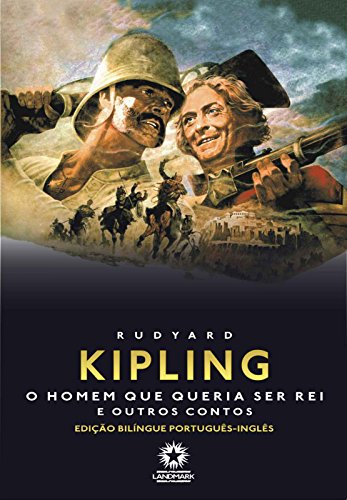 RUDYARD
KIPLING
O HOMEM QUE QUERIA SER REI
E OUTROS CONTOS
EDIÇÃO BILÍNGUE PORTUGUÊS-INGLÊS
LANDMARK